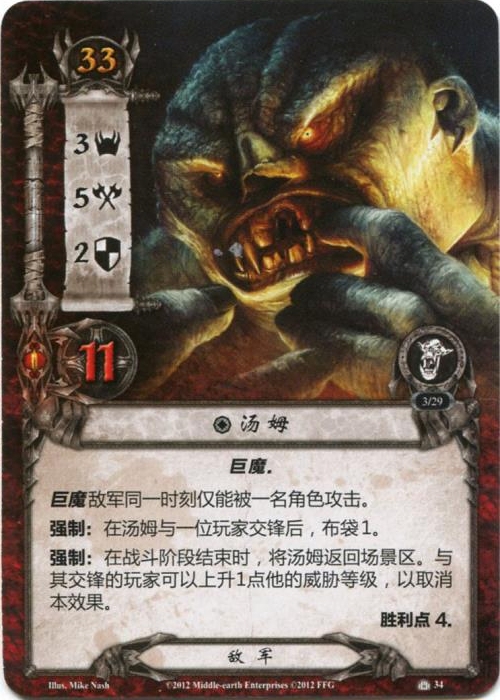 33
3
5
2
11
3/29
汤姆
巨魔.
巨魔敌军同一时刻仅能被一名角色攻击。
强制：在汤姆与一位玩家交锋后，布袋1。
强制：在战斗阶段结束时，将汤姆返回场景区。与
其交锋的玩家可以上升1点他的威胁等级，以取消
本效果。
胜利点 4.
敌军
Illus. Mike Nash ©2012 Middle-earth Enterprises ©2012 FFG 34